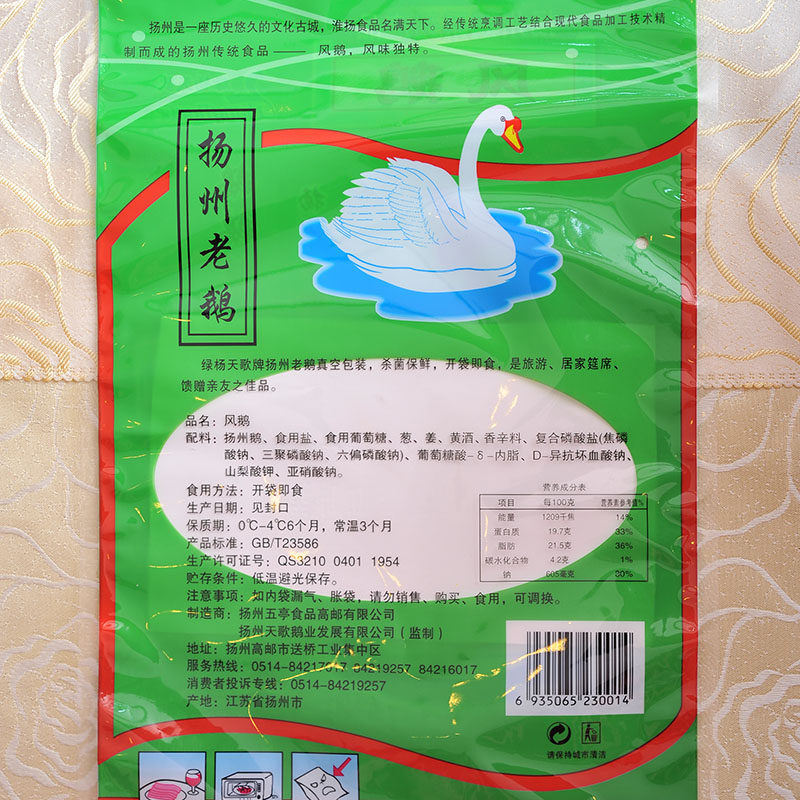 扬州是一座历史悠久的文化古城，淮扬食品名满天下。经传统烹调工艺结合现代食品加工技术精
制而成的扬州传统食品—— 风鹅，风味独特。
扬州老鹅
绿杨天歌牌扬州老鹅真空包装，杀菌保鲜，开袋即食，是旅游、居家筵席、
馈赠亲友之佳品。
品名：风鹅
配料：扬州鹅、食用盐、食用葡萄糖、葱、姜、黄酒、香辛料、复合磷酸盐(焦磷
酸钠、三聚磷酸钠、六偏磷酸钠)、葡萄糖酸-δ-内脂、D-异抗坏血酸钠、
山梨酸钾、亚硝酸钠。
食用方法：开袋即食
生产日期：见封口
保质期：0℃-4℃6个月，常温3个月
产品标准：GB/T23586
生产许可证号：QS3210 0401 1954
贮存条件：低温避光保存。
注意事项：如内袋漏气、胀袋，请勿销售、购买、食用，可调换。
制造商：扬州五亭食品高邮有限公司
扬州天歌鹅业发展有限公司（监制）
地址：扬州高邮市送桥工业集中区
服务热线：0514-84217017 84219257 84216017
消费者投诉专线：0514-84219257
产地：江苏省扬州市
营养成分表
项目 每100克 营养素参考值%
能量 1209千焦 14%
蛋白质 19.7克 33%
脂肪 21.5克 36%
碳水化合物 4.2克 1%
钠 605毫克 30%
6 935065 230014
请保持城市清洁